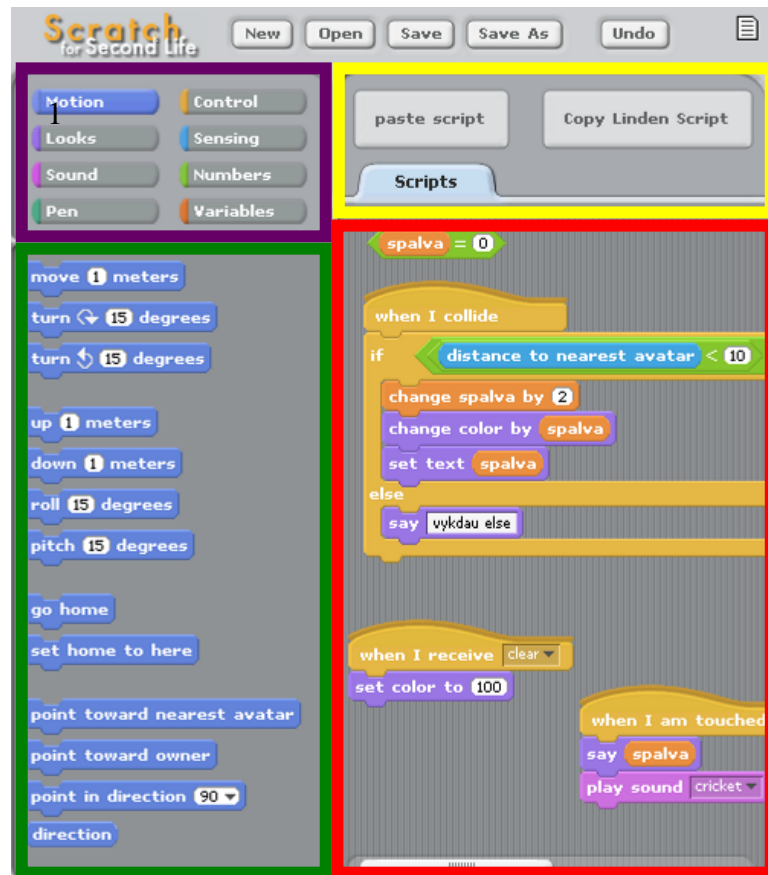 Scratch
for Second Life
New Open Save Save As Undo
Motion Control
1
Looks Sensing
Sound Numbers
Pen Variables
paste script Copy Linden Script
Scripts
move 1 meters
turn 15 degrees
turn 15 degrees
up 1 meters
down 1 meters
roll 15 degrees
pitch 15 degrees
go home
set home to here
point toward nearest avatar
point toward owner
point in direction 90
direction
spalva = 0
when I collide
if distance to nearest avatar < 10
change spalva by 2
change color by spalva
set text spalva
else
say vykdau else
when I receive clear
set color to 100
when I am touched
say spalva
play sound cricket